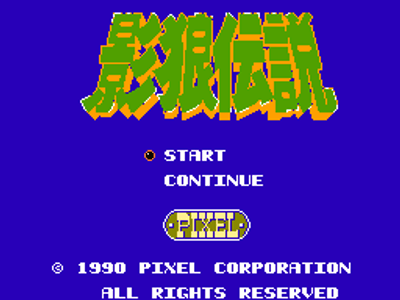 影狼伝説
START
CONTINUE
PIXEL
© 1990 PIXEL CORPORATION
ALL RIGHTS RESERVED